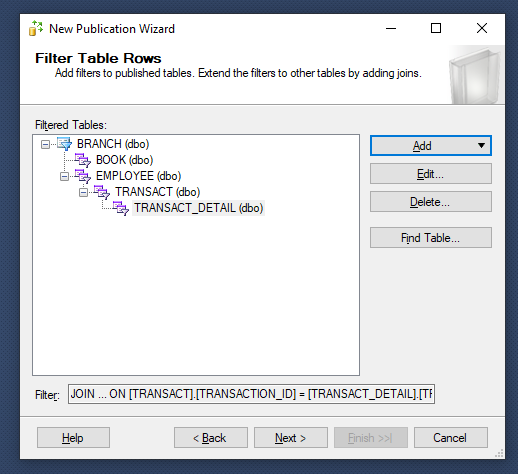 New Publication Wizard
Filter Table Rows
Add filters to published tables. Extend the filters to other tables by adding joins.
Filtered Tables:
BRANCH (dbo)
BOOK (dbo)
EMPLOYEE (dbo)
TRANSACT (dbo)
TRANSACT_DETAIL (dbo)
Add
Edit...
Delete...
Find Table...
Filter: JOIN ... ON [TRANSACT].[TRANSACTION_ID] = [TRANSACT_DETAIL].[TR
Help
< Back
Next >
Finish >>|
Cancel